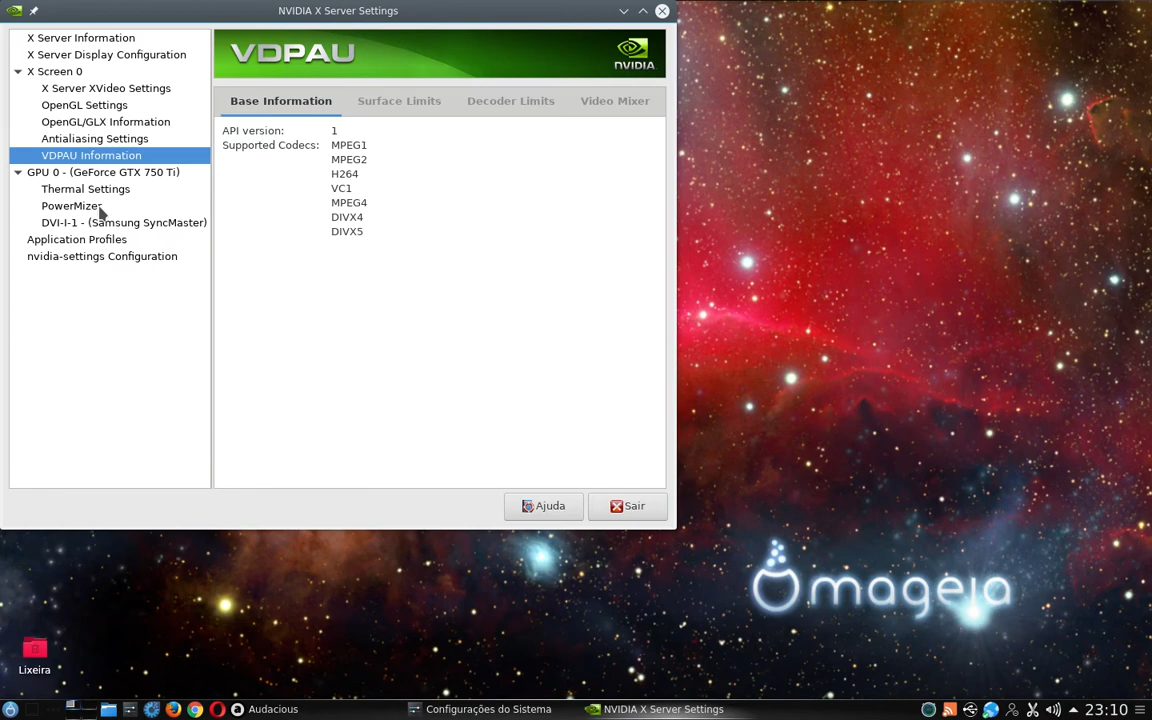 NVIDIA X Server Settings
X Server Information
X Server Display Configuration
X Screen 0
X Server XVideo Settings
OpenGL Settings
OpenGL/GLX Information
Antialiasing Settings
VDPAU Information
GPU 0 - (GeForce GTX 750 Ti)
Thermal Settings
PowerMizer
DVI-I-1 - (Samsung SyncMaster)
Application Profiles
nvidia-settings Configuration
VDPAU
NVIDIA
Base Information Surface Limits Decoder Limits Video Mixer
API version: 1
Supported Codecs: MPEG1
MPEG2
H264
VC1
MPEG4
DIVX4
DIVX5
Ajuda Sair
mageia
Lixeira
Audacious Configurações do Sistema NVIDIA X Server Settings 23:10